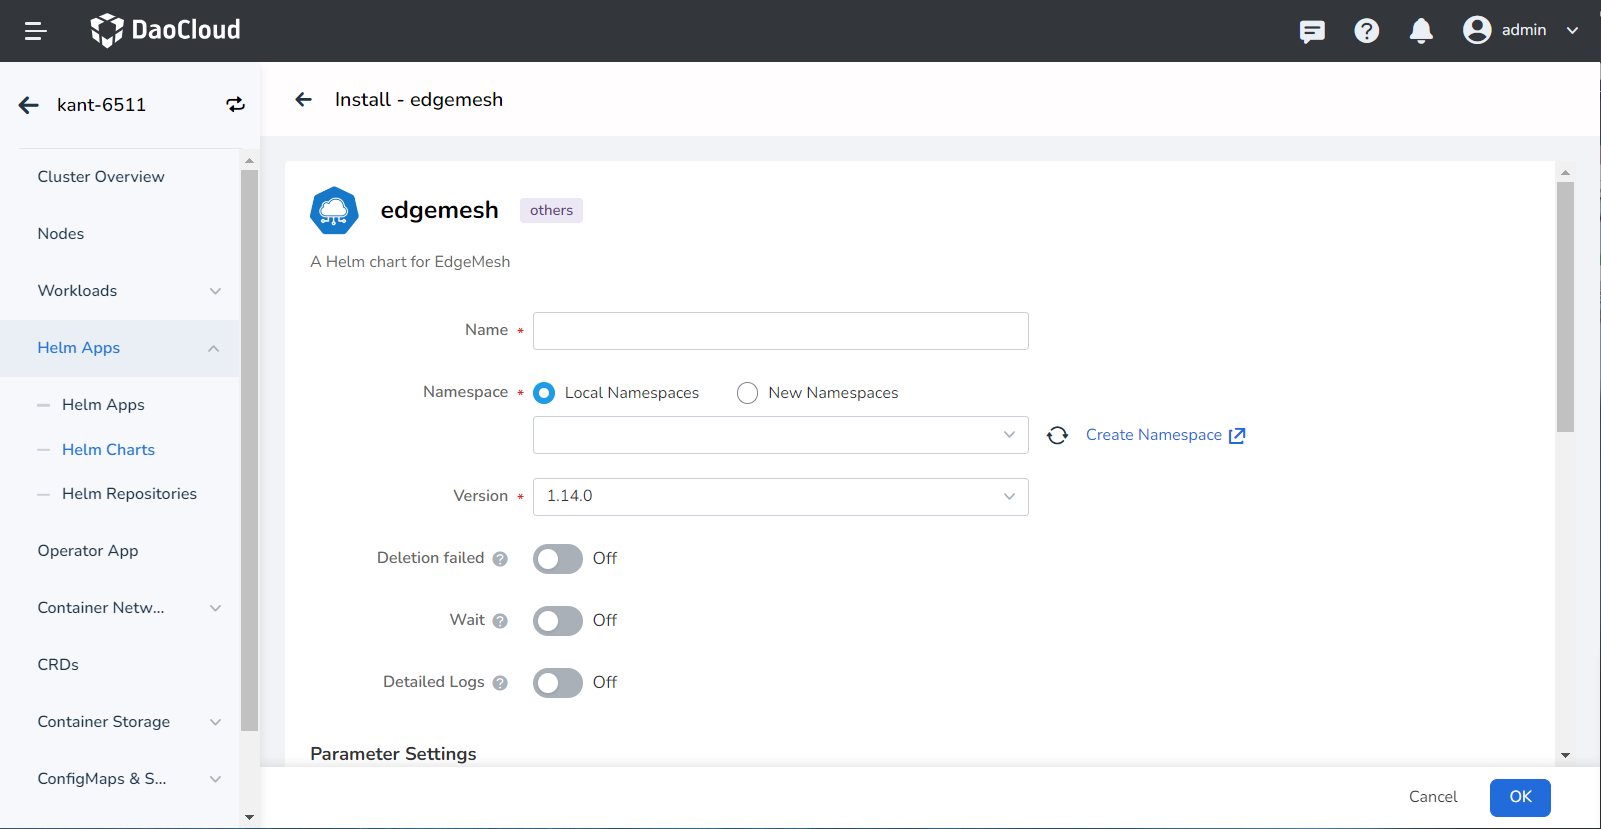 DaoCloud
admin
kant-6511
Install - edgemesh
Cluster Overview
Nodes
Workloads
Helm Apps
Helm Apps
Helm Charts
Helm Repositories
Operator App
Container Netw...
CRDs
Container Storage
ConfigMaps & S...
edgemesh others
A Helm chart for EdgeMesh
Name *
Namespace * Local Namespaces New Namespaces
Create Namespace
Version * 1.14.0
Deletion failed ? Off
Wait ? Off
Detailed Logs ? Off
Parameter Settings
Cancel OK